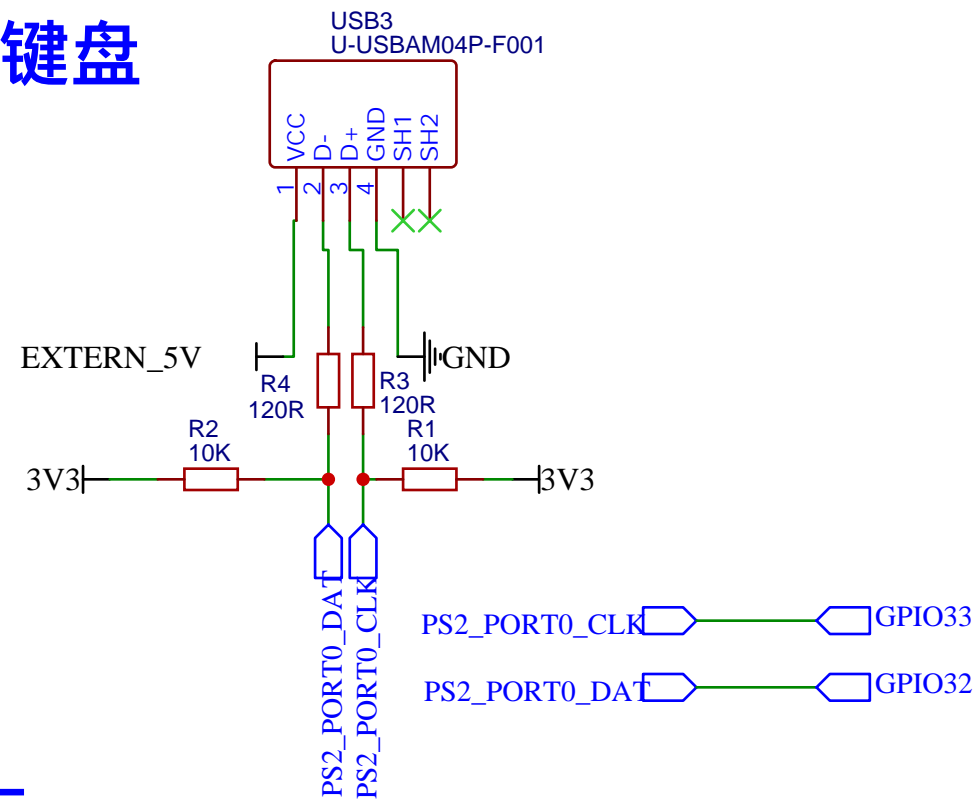 键盘
USB3
U-USBAM04P-F001
VCC
D-
D+
GND
SH1
SH2
1
2
3
4
EXTERN_5V
GND
R4
120R
R3
120R
R2
10K
R1
10K
3V3
3V3
PS2_PORT0_DAT
PS2_PORT0_CLK
PS2_PORT0_CLK
GPIO33
PS2_PORT0_DAT
GPIO32